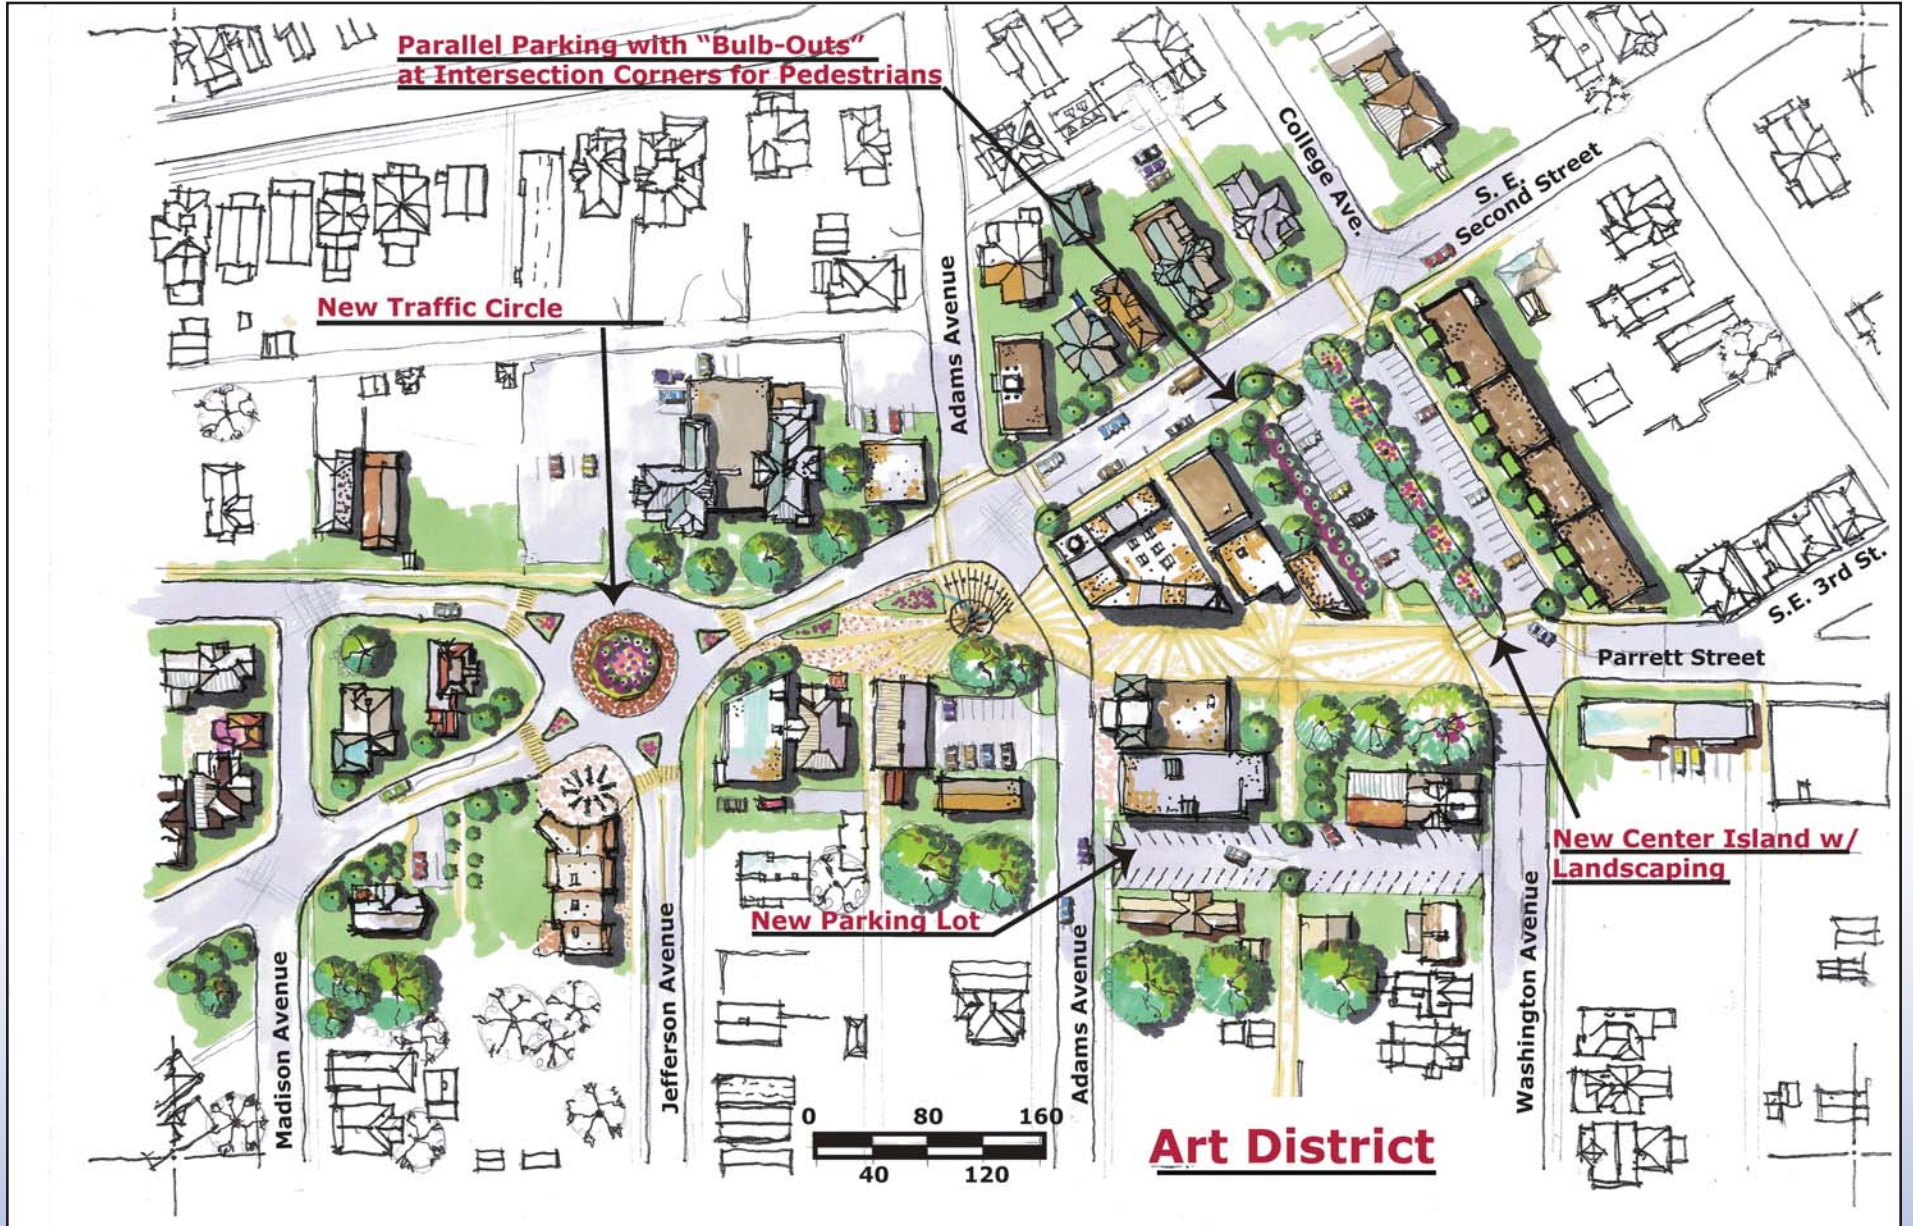 Parallel Parking with “Bulb-Outs”
at Intersection Corners for Pedestrians
College Ave.
S. E.
Second Street
New Traffic Circle
Adams Avenue
S.E. 3rd St.
Parrett Street
New Center Island w/
Landscaping
New Parking Lot
Madison Avenue
Jefferson Avenue
Adams Avenue
Washington Avenue
0 80 160
40 120
Art District